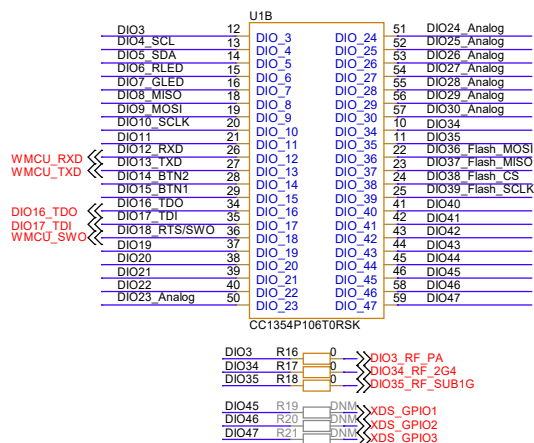 U1B
DIO3 12 DIO_3 DIO_24 51 DIO24_Analog
DIO4_SCL 13 DIO_4 DIO_25 52 DIO25_Analog
DIO5_SDA 14 DIO_5 DIO_26 53 DIO26_Analog
DIO6_RLED 15 DIO_6 DIO_27 54 DIO27_Analog
DIO7_GLED 16 DIO_7 DIO_28 55 DIO28_Analog
DIO8_MISO 18 DIO_8 DIO_29 56 DIO29_Analog
DIO9_MOSI 19 DIO_9 DIO_30 57 DIO30_Analog
DIO10_SCLK 20 DIO_10 DIO_34 10 DIO34
DIO11 21 DIO_11 DIO_35 11 DIO35
WMCU_RXD DIO12_RXD 26 DIO_12 DIO_36 22 DIO36_Flash_MOSI
WMCU_TXD DIO13_TXD 27 DIO_13 DIO_37 23 DIO37_Flash_MISO
DIO14_BTN2 28 DIO_14 DIO_38 24 DIO38_Flash_CS
DIO15_BTN1 29 DIO_15 DIO_39 25 DIO39_Flash_SCLK
DIO16_TDO DIO16_TDO 34 DIO_16 DIO_40 41 DIO40
DIO17_TDI DIO17_TDI 35 DIO_17 DIO_41 42 DIO41
WMCU_SWO DIO18_RTS/SWO 36 DIO_18 DIO_42 43 DIO42
DIO19 37 DIO_19 DIO_43 44 DIO43
DIO20 38 DIO_20 DIO_44 45 DIO44
DIO21 39 DIO_21 DIO_45 46 DIO45
DIO22 40 DIO_22 DIO_46 58 DIO46
DIO23_Analog 50 DIO_23 DIO_47 59 DIO47
CC1354P106T0RSK
DIO3 R16 0 DIO3_RF_PA
DIO34 R17 0 DIO34_RF_2G4
DIO35 R18 0 DIO35_RF_SUB1G
DIO45 R19 DNM XDS_GPIO1
DIO46 R20 DNM XDS_GPIO2
DIO47 R21 DNM XDS_GPIO3